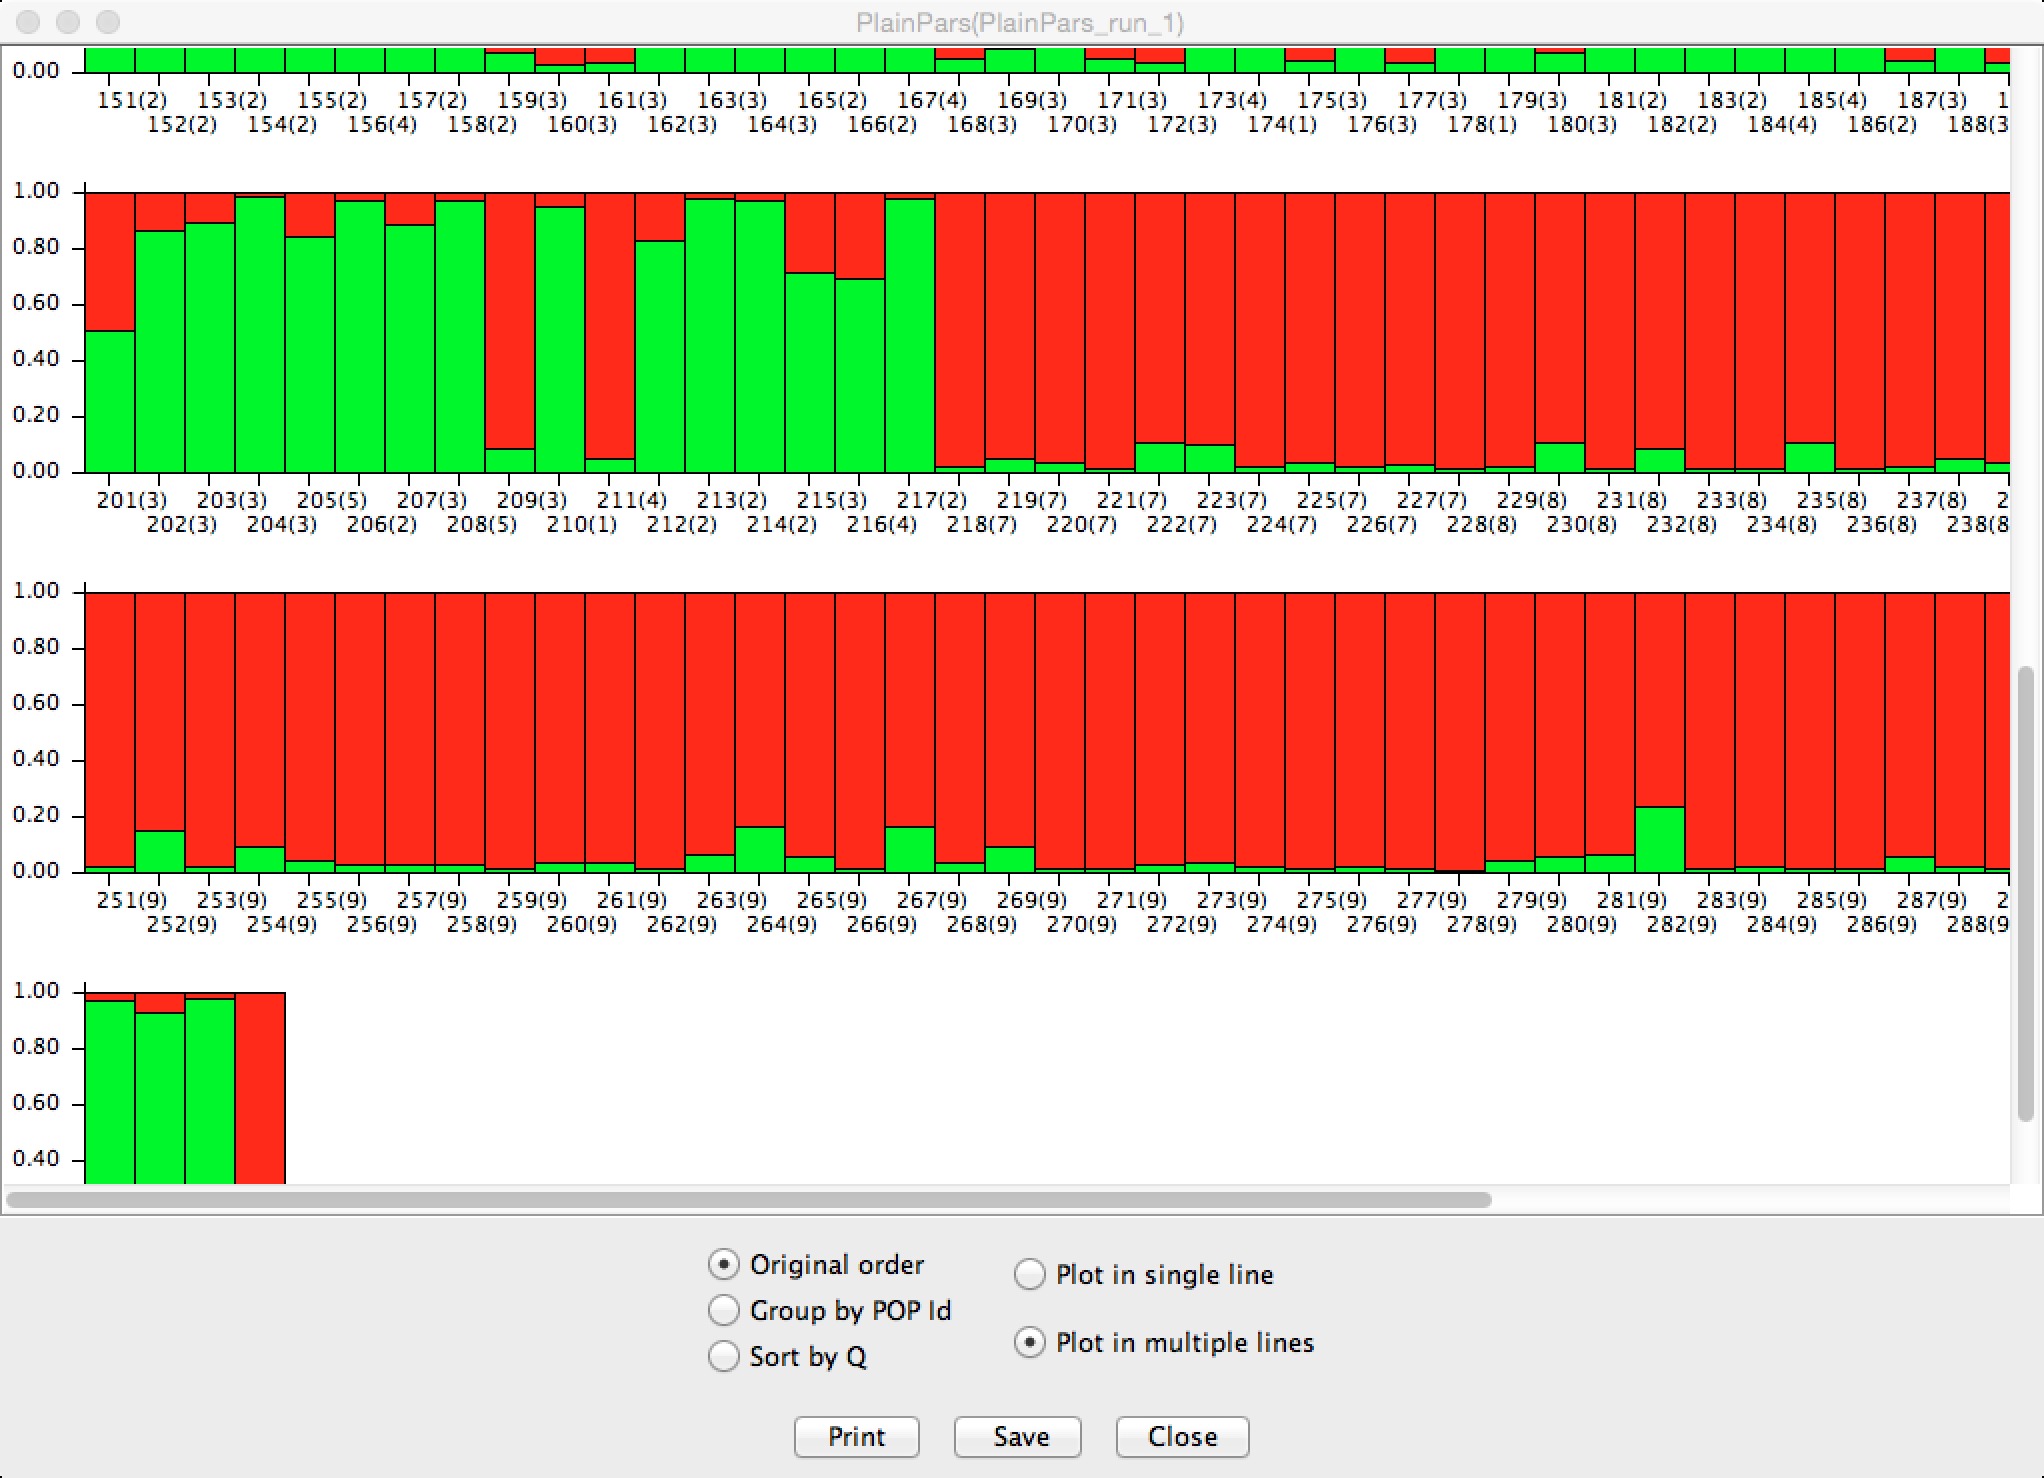 PlainPars(PlainPars_run_1)
0.00
151(2) 153(2) 155(2) 157(2) 159(3) 161(3) 163(3) 165(2) 167(4) 169(3) 171(3) 173(4) 175(3) 177(3) 179(3) 181(2) 183(2) 185(4) 187(3) 1
152(2) 154(2) 156(4) 158(2) 160(3) 162(3) 164(3) 166(2) 168(3) 170(3) 172(3) 174(1) 176(3) 178(1) 180(3) 182(2) 184(4) 186(2) 188(3
1.00
0.80
0.60
0.40
0.20
0.00
201(3) 203(3) 205(5) 207(3) 209(3) 211(4) 213(2) 215(3) 217(2) 219(7) 221(7) 223(7) 225(7) 227(7) 229(8) 231(8) 233(8) 235(8) 237(8) 2
202(3) 204(3) 206(2) 208(5) 210(1) 212(2) 214(2) 216(4) 218(7) 220(7) 222(7) 224(7) 226(7) 228(8) 230(8) 232(8) 234(8) 236(8) 238(8
1.00
0.80
0.60
0.40
0.20
0.00
251(9) 253(9) 255(9) 257(9) 259(9) 261(9) 263(9) 265(9) 267(9) 269(9) 271(9) 273(9) 275(9) 277(9) 279(9) 281(9) 283(9) 285(9) 287(9) 2
252(9) 254(9) 256(9) 258(9) 260(9) 262(9) 264(9) 266(9) 268(9) 270(9) 272(9) 274(9) 276(9) 278(9) 280(9) 282(9) 284(9) 286(9) 288(9
1.00
0.80
0.60
0.40
Original order
Group by POP Id
Sort by Q
Plot in single line
Plot in multiple lines
Print Save Close